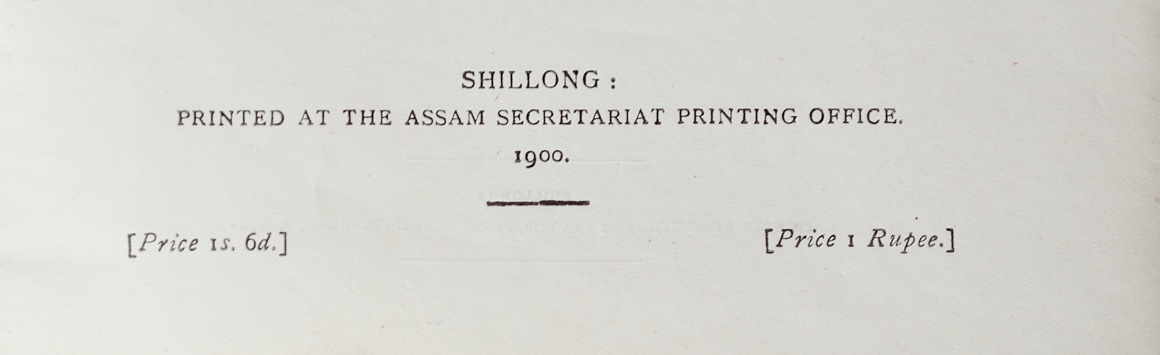 SHILLONG :
PRINTED AT THE ASSAM SECRETARIAT PRINTING OFFICE.
1900.
[Price 1s. 6d.] [Price 1 Rupee.]